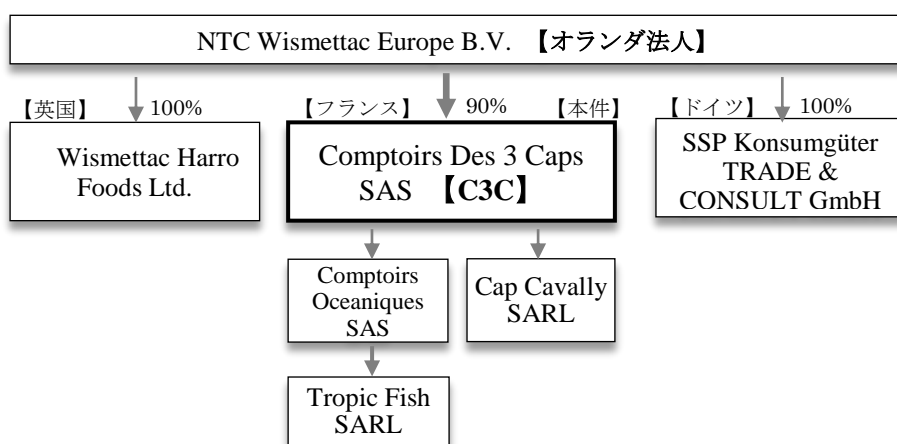 NTC Wismettac Europe B.V. 【オランダ法人】
【英国】 100%
【フランス】 90% 【本件】
【ドイツ】 100%
Wismettac Harro
Foods Ltd.
Comptoirs Des 3 Caps
SAS 【C3C】
SSP Konsumgüter
TRADE &
CONSULT GmbH
Comptoirs
Oceaniques
SAS
Cap Cavally
SARL
Tropic Fish
SARL